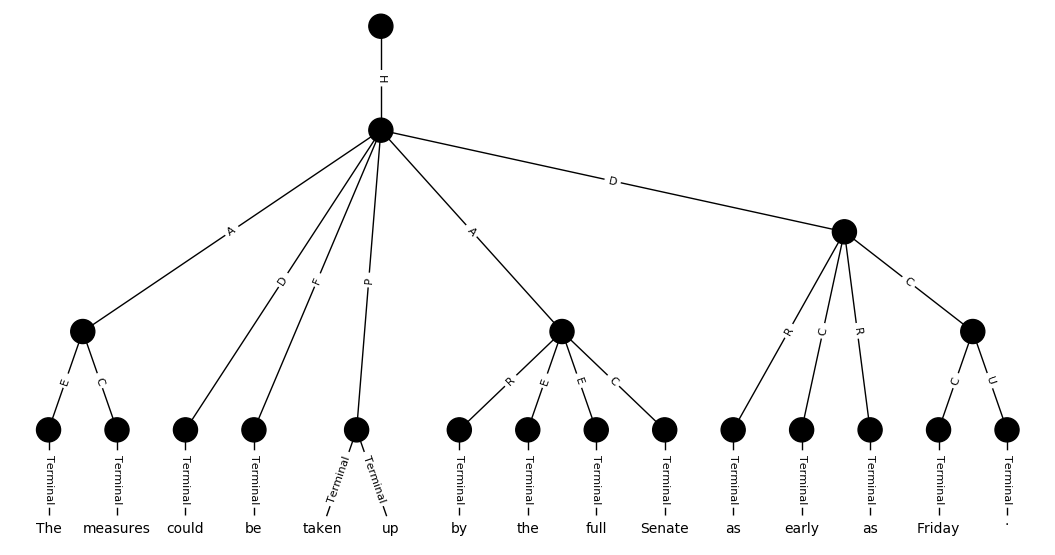 H
A D F P A D
E C R E E C R C R C
C U
Terminal Terminal Terminal Terminal Terminal Terminal Terminal Terminal Terminal Terminal Terminal Terminal Terminal Terminal Terminal
The measures could be taken up by the full Senate as early as Friday .